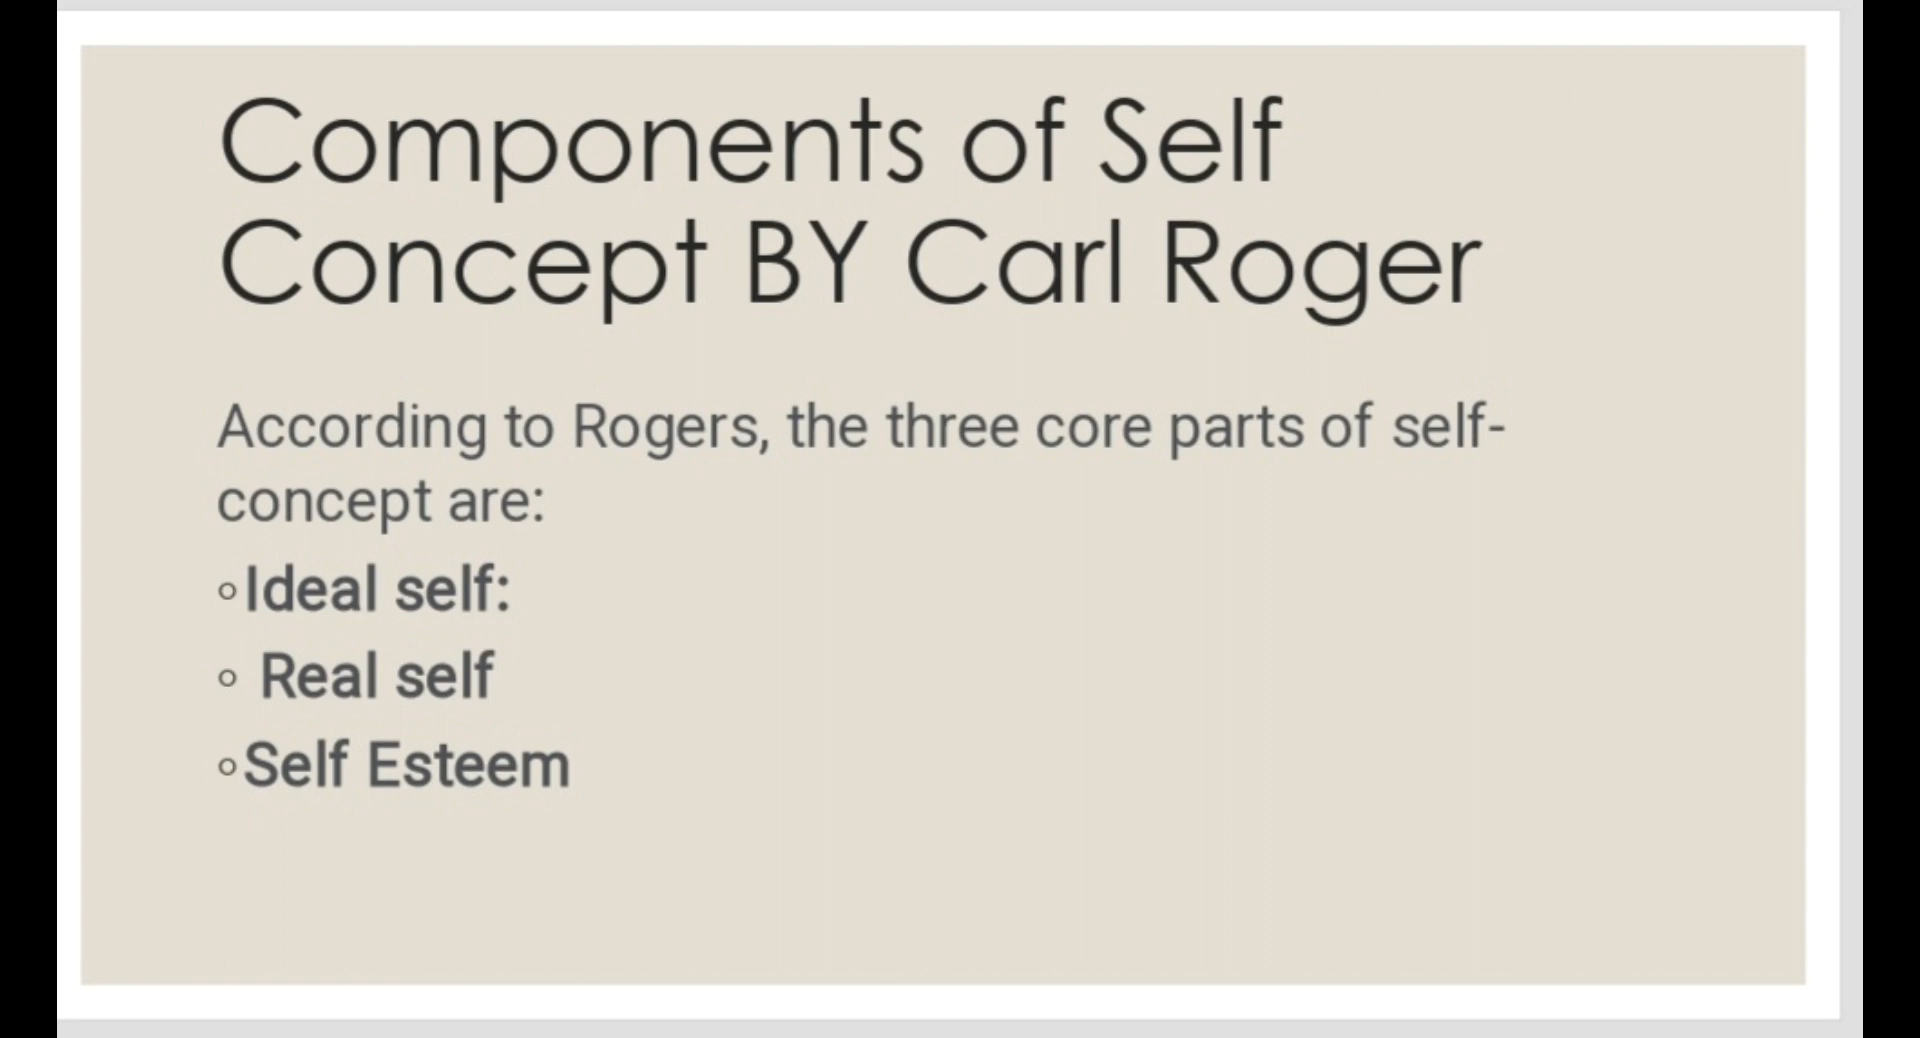 Components of Self
Concept BY Carl Roger
According to Rogers, the three core parts of self-
concept are:
◦Ideal self:
◦ Real self
◦Self Esteem